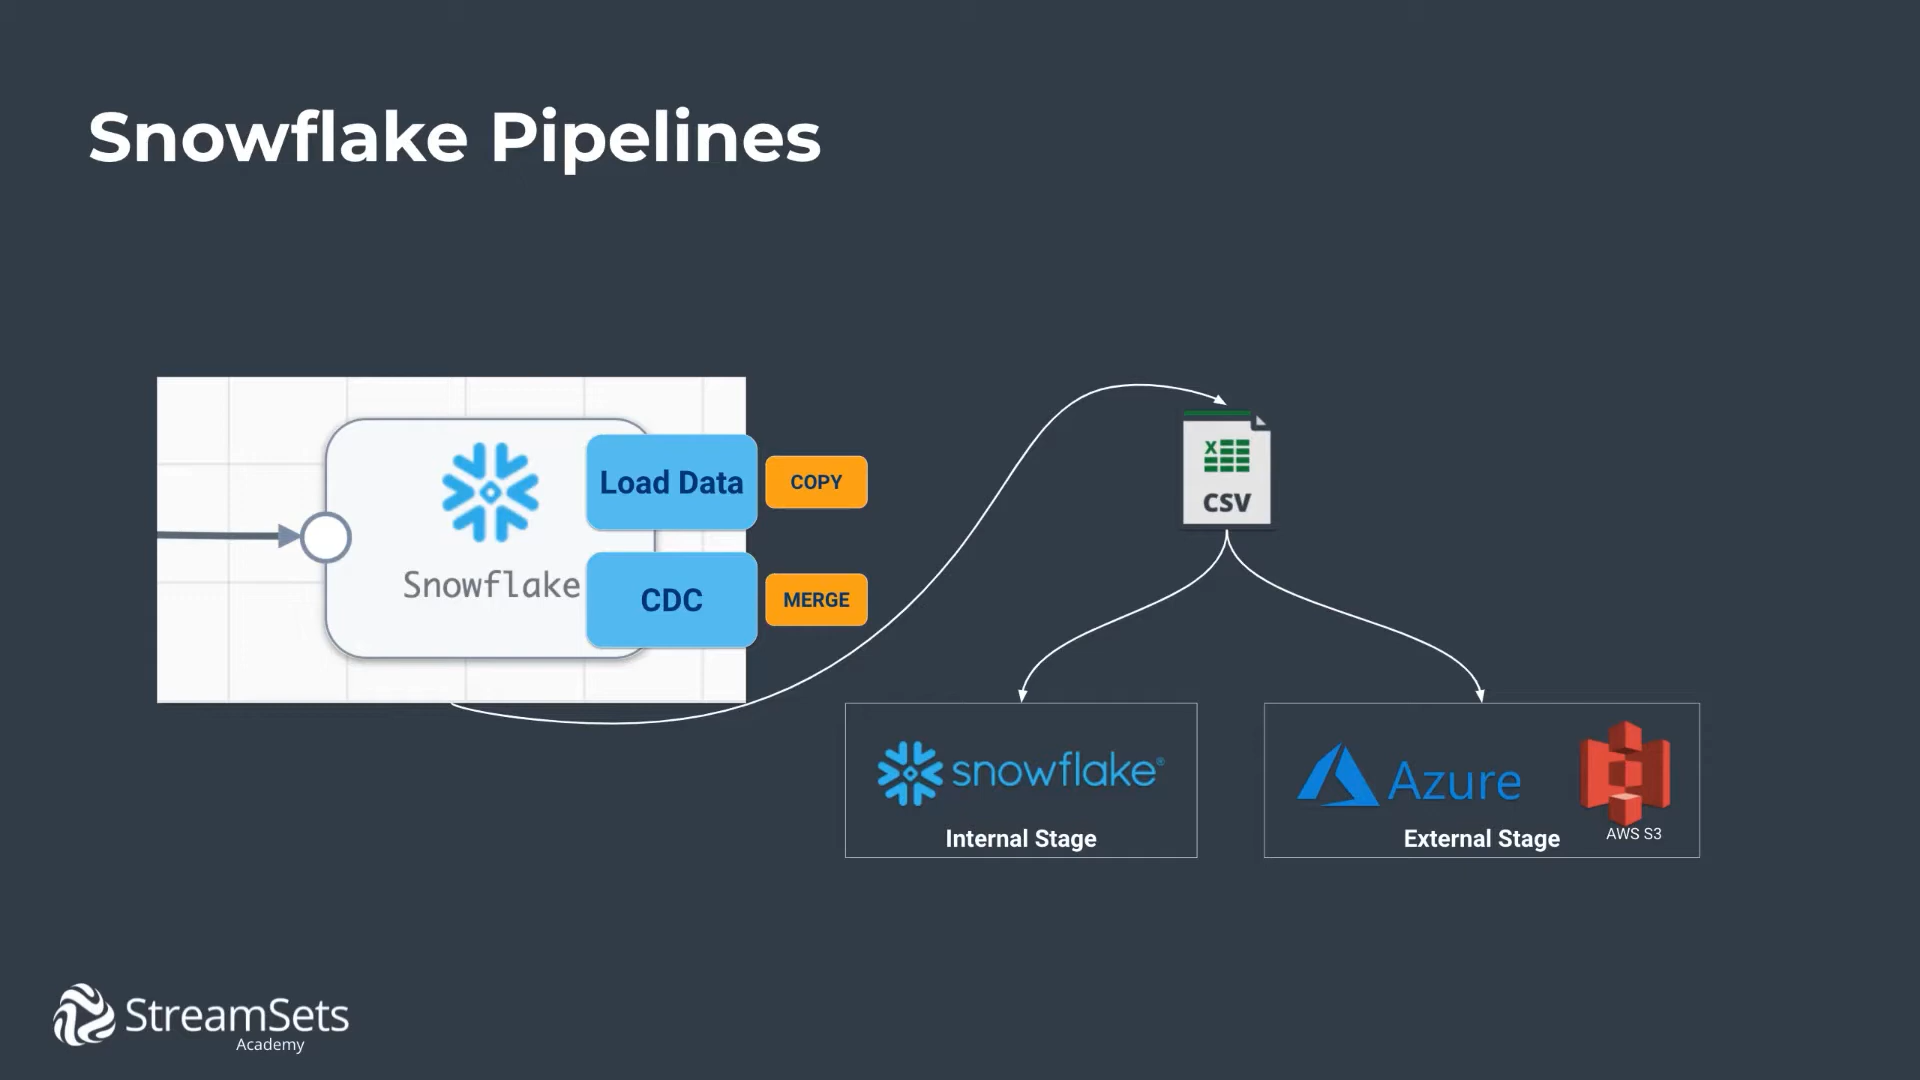 Snowflake Pipelines
Snowflake
Load Data
COPY
CDC
MERGE
X
CSV
snowflake®
Internal Stage
Azure
External Stage
AWS S3
StreamSets
Academy